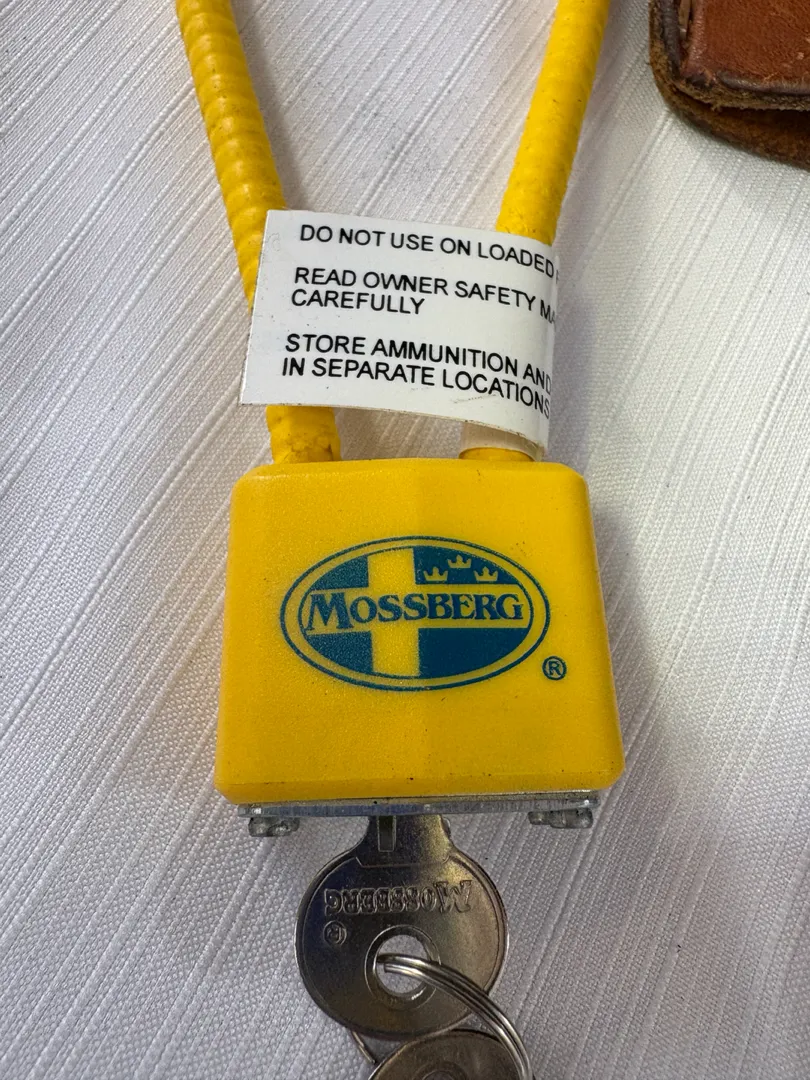 DO NOT USE ON LOADED
READ OWNER SAFETY
CAREFULLY
STORE AMMUNITION AND
IN SEPARATE LOCATIONS
MOSSBERG
®
MOSSBERG
®